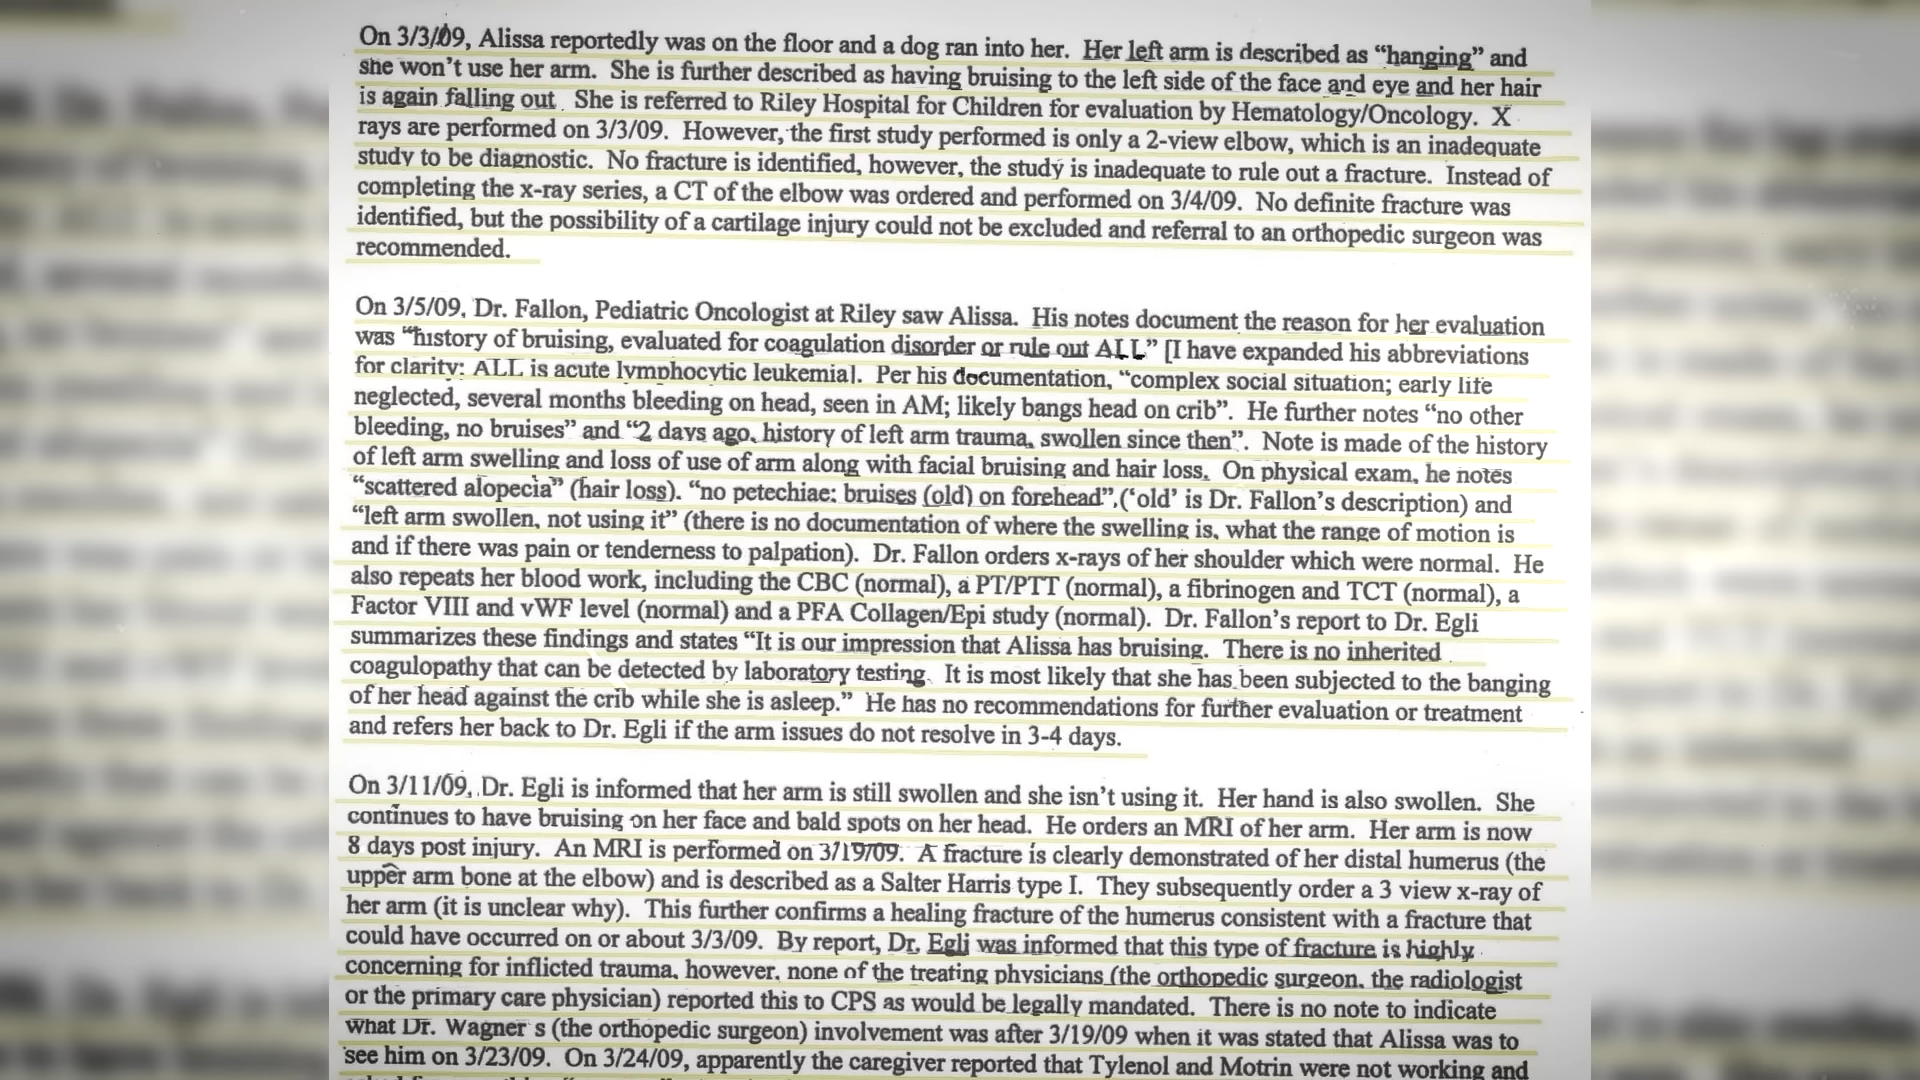 On 3/3/09, Alissa reportedly was on the floor and a dog ran into her. Her left arm is described as “hanging” and
she won’t use her arm. She is further described as having bruising to the left side of the face and eye and her hair
is again falling out. She is referred to Riley Hospital for Children for evaluation by Hematology/Oncology. X
rays are performed on 3/3/09. However, the first study performed is only a 2-view elbow, which is an inadequate
study to be diagnostic. No fracture is identified, however, the study is inadequate to rule out a fracture. Instead of
completing the x-ray series, a CT of the elbow was ordered and performed on 3/4/09. No definite fracture was
identified, but the possibility of a cartilage injury could not be excluded and referral to an orthopedic surgeon was
recommended.
On 3/5/09, Dr. Fallon, Pediatric Oncologist at Riley saw Alissa. His notes document the reason for her evaluation
was “history of bruising, evaluated for coagulation disorder or rule out ALL” [I have expanded his abbreviations
for clarity: ALL is acute lymphocytic leukemia]. Per his documentation, “complex social situation; early life
neglected, several months bleeding on head, seen in AM; likely bangs head on crib”. He further notes “no other
bleeding, no bruises” and “2 days ago, history of left arm trauma, swollen since then”. Note is made of the history
of left arm swelling and loss of use of arm along with facial bruising and hair loss. On physical exam, he notes
“scattered alopecia” (hair loss). “no petechiae: bruises (old) on forehead”,(‘old’ is Dr. Fallon’s description) and
“left arm swollen, not using it” (there is no documentation of where the swelling is, what the range of motion is
and if there was pain or tenderness to palpation). Dr. Fallon orders x-rays of her shoulder which were normal. He
also repeats her blood work, including the CBC (normal), a PT/PTT (normal), a fibrinogen and TCT (normal), a
Factor VIII and vWF level (normal) and a PFA Collagen/Epi study (normal). Dr. Fallon’s report to Dr. Egli
summarizes these findings and states “It is our impression that Alissa has bruising. There is no inherited
coagulopathy that can be detected by laboratory testing. It is most likely that she has been subjected to the banging
of her head against the crib while she is asleep.” He has no recommendations for further evaluation or treatment
and refers her back to Dr. Egli if the arm issues do not resolve in 3-4 days.
On 3/11/09, Dr. Egli is informed that her arm is still swollen and she isn’t using it. Her hand is also swollen. She
continues to have bruising on her face and bald spots on her head. He orders an MRI of her arm. Her arm is now
8 days post injury. An MRI is performed on 3/19/09. A fracture is clearly demonstrated of her distal humerus (the
upper arm bone at the elbow) and is described as a Salter Harris type I. They subsequently order a 3 view x-ray of
her arm (it is unclear why). This further confirms a healing fracture of the humerus consistent with a fracture that
could have occurred on or about 3/3/09. By report, Dr. Egli was informed that this type of fracture is highly
concerning for inflicted trauma, however, none of the treating physicians (the orthopedic surgeon, the radiologist
or the primary care physician) reported this to CPS as would be legally mandated. There is no note to indicate
what Dr. Wagner's (the orthopedic surgeon) involvement was after 3/19/09 when it was stated that Alissa was to
see him on 3/23/09. On 3/24/09, apparently the caregiver reported that Tylenol and Motrin were not working and